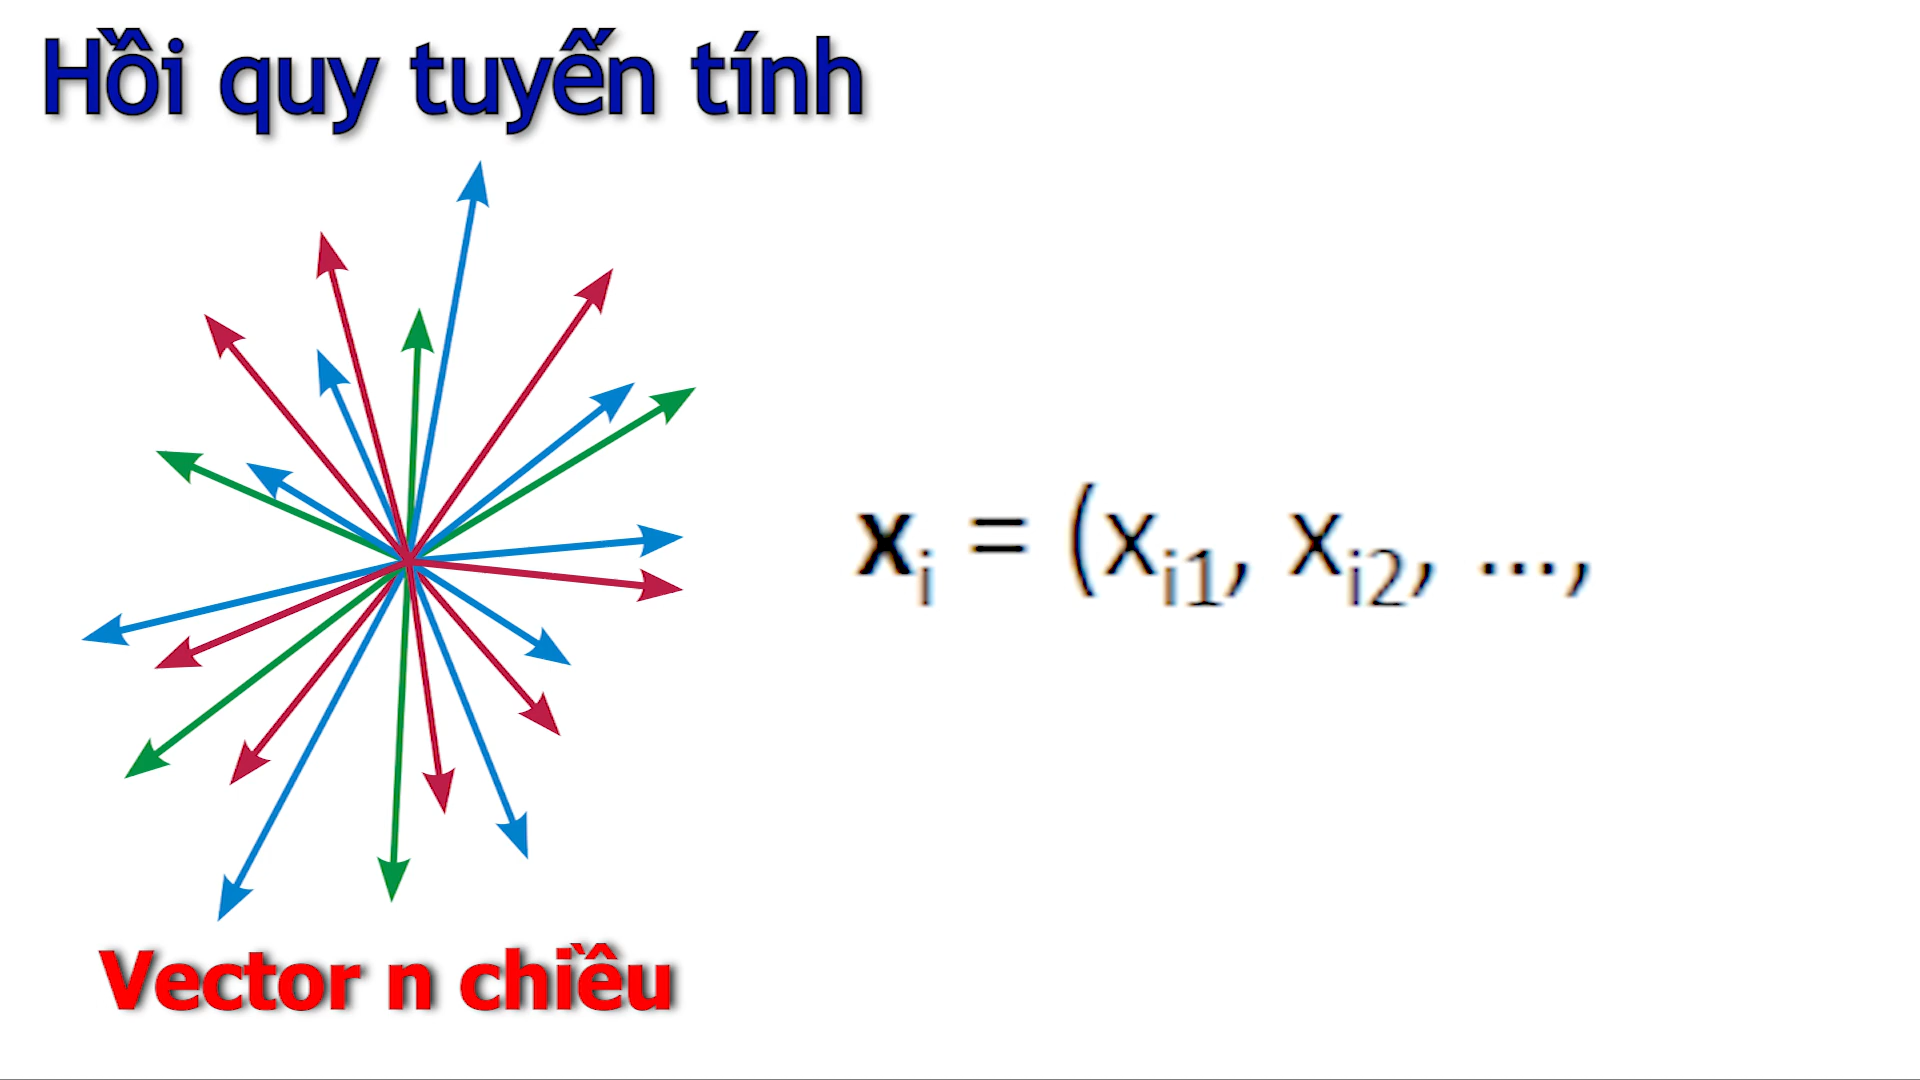 Hồi quy tuyến tính
xᵢ = (xᵢ₁, xᵢ₂, ...,
Vector n chiều